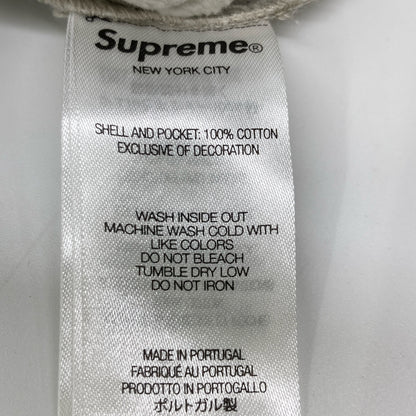 Supreme®
NEW YORK CITY
SHELL AND POCKET: 100% COTTON
EXCLUSIVE OF DECORATION
WASH INSIDE OUT
MACHINE WASH COLD WITH
LIKE COLORS
DO NOT BLEACH
TUMBLE DRY LOW
DO NOT IRON
MADE IN PORTUGAL
FABRIQUÉ AU PORTUGAL
PRODOTTO IN PORTOGALLO
ポルトガル製